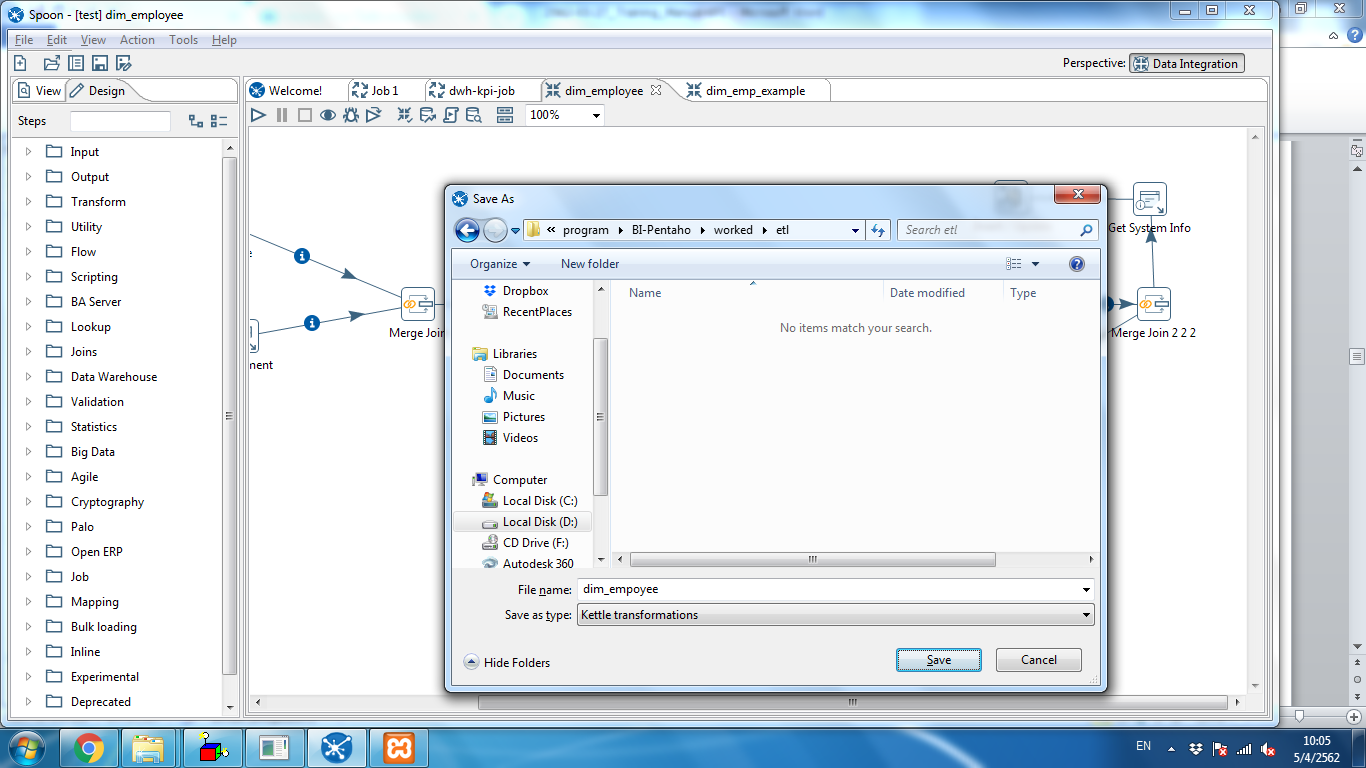 Spoon - [test] dim_employee
File Edit View Action Tools Help
Perspective: Data Integration
View Design
Welcome! Job 1 dwh-kpi-job dim_employee dim_emp_example
Steps
100%
Input
Output
Transform
Utility
Flow
Scripting
BA Server
Lookup
Joins
Data Warehouse
Validation
Statistics
Big Data
Agile
Cryptography
Palo
Open ERP
Job
Mapping
Bulk loading
Inline
Experimental
Deprecated
Merge Join
ment
Get System Info
Merge Join 2 2 2
Save As
program BI-Pentaho worked etl
Search etl
Organize New folder
Name Date modified Type
No items match your search.
Dropbox
RecentPlaces
Libraries
Documents
Music
Pictures
Videos
Computer
Local Disk (C:)
Local Disk (D:)
CD Drive (F:)
Autodesk 360
File name: dim_empoyee
Save as type: Kettle transformations
Hide Folders
Save Cancel
EN
10:05
5/4/2562